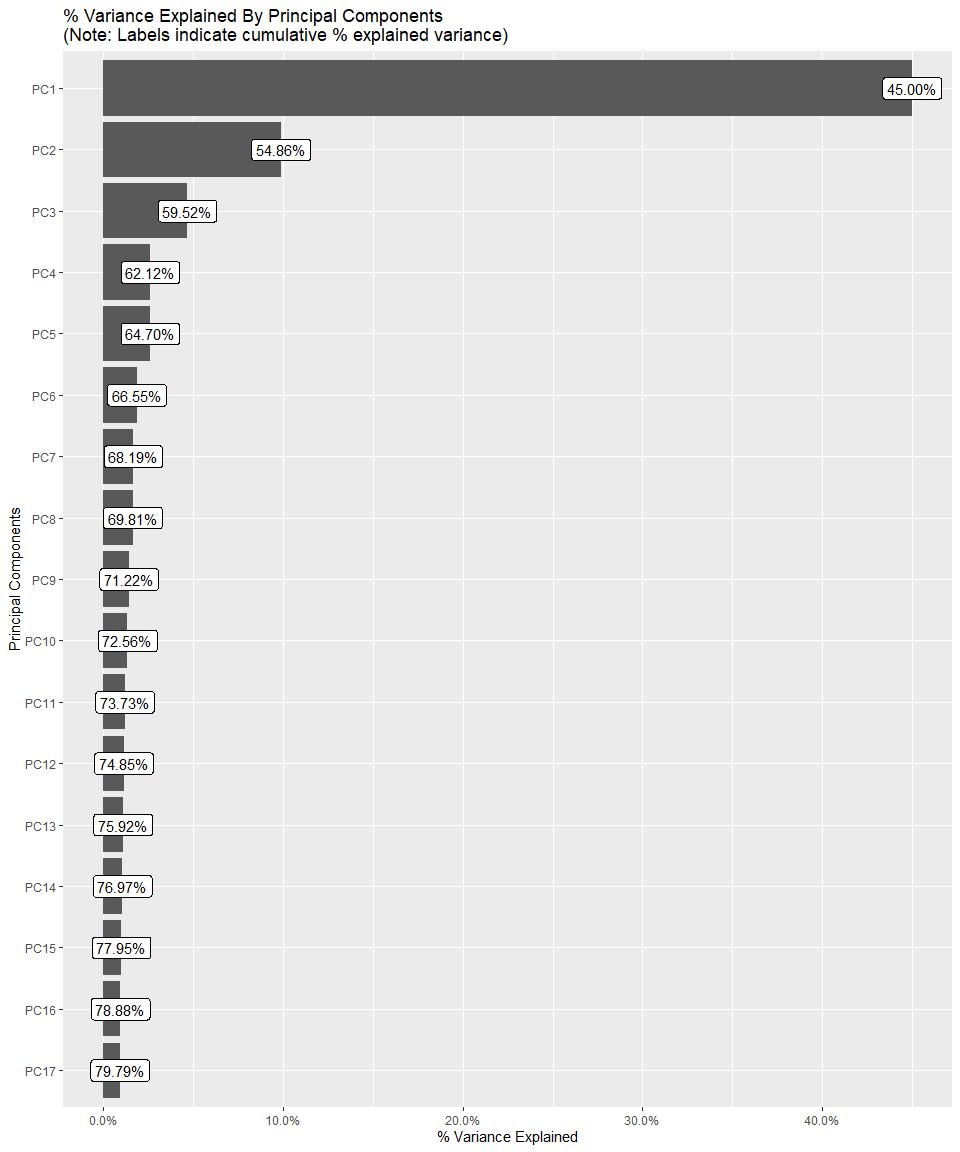 % Variance Explained By Principal Components
(Note: Labels indicate cumulative % explained variance)
Principal Components
PC1 45.00%
PC2 54.86%
PC3 59.52%
PC4 62.12%
PC5 64.70%
PC6 66.55%
PC7 68.19%
PC8 69.81%
PC9 71.22%
PC10 72.56%
PC11 73.73%
PC12 74.85%
PC13 75.92%
PC14 76.97%
PC15 77.95%
PC16 78.88%
PC17 79.79%
0.0% 10.0% 20.0% 30.0% 40.0%
% Variance Explained